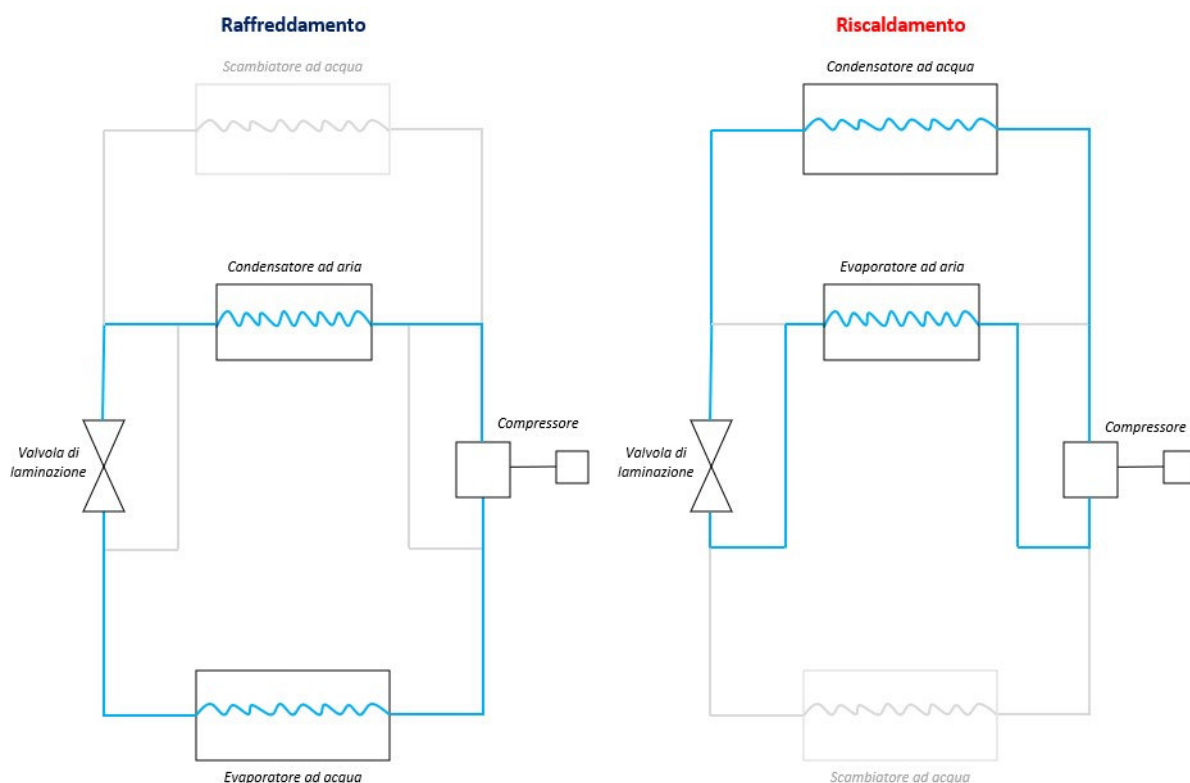 Raffreddamento
Scambiatore ad acqua
Condensatore ad aria
Compressore
Valvola di
laminazione
Evaporatore ad acqua
Riscaldamento
Condensatore ad acqua
Evaporatore ad aria
Compressore
Valvola di
laminazione
Scambiatore ad acqua